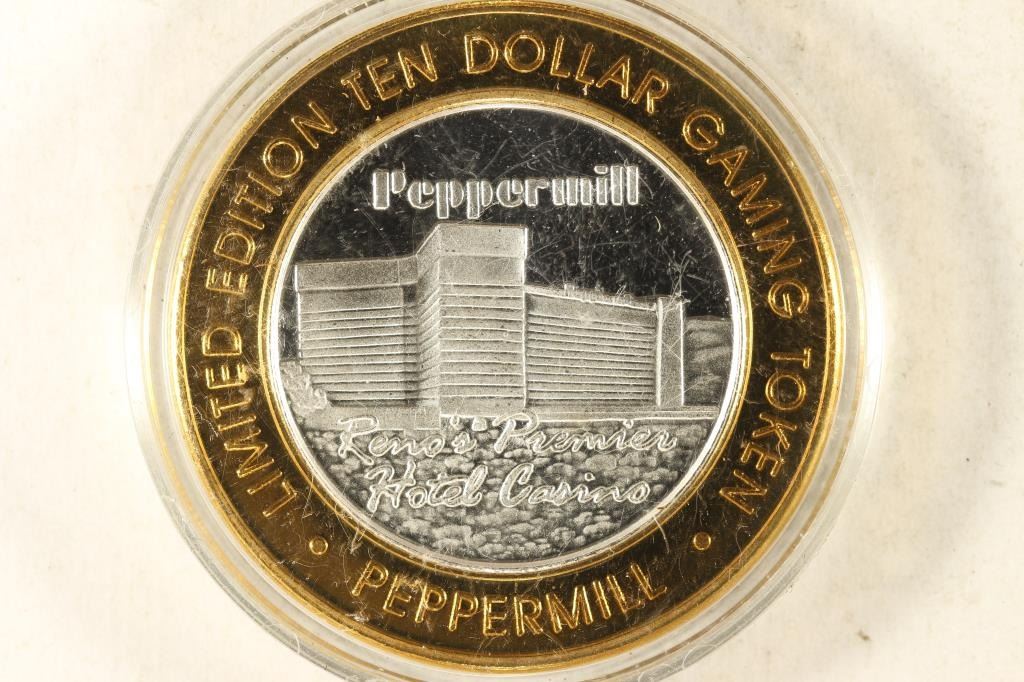 LIMITED EDITION TEN DOLLAR GAMING TOKEN
Peppermill
Reno's Premier
Hotel Casino
• PEPPERMILL •